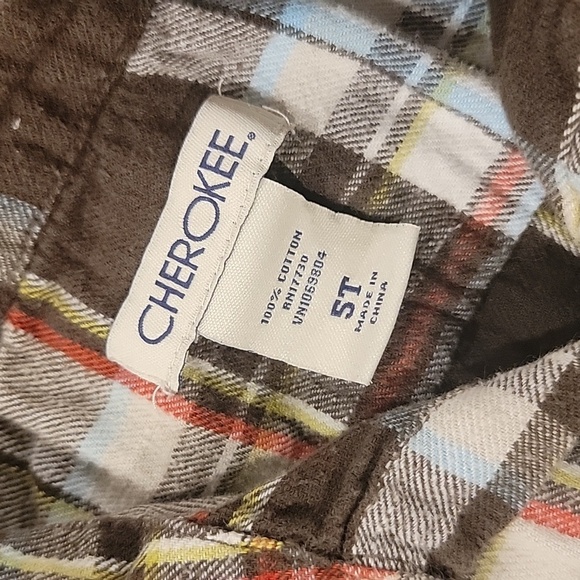 CHEROKEE®
100% COTTON
RN17730
VN1069804
5T
MADE IN
CHINA